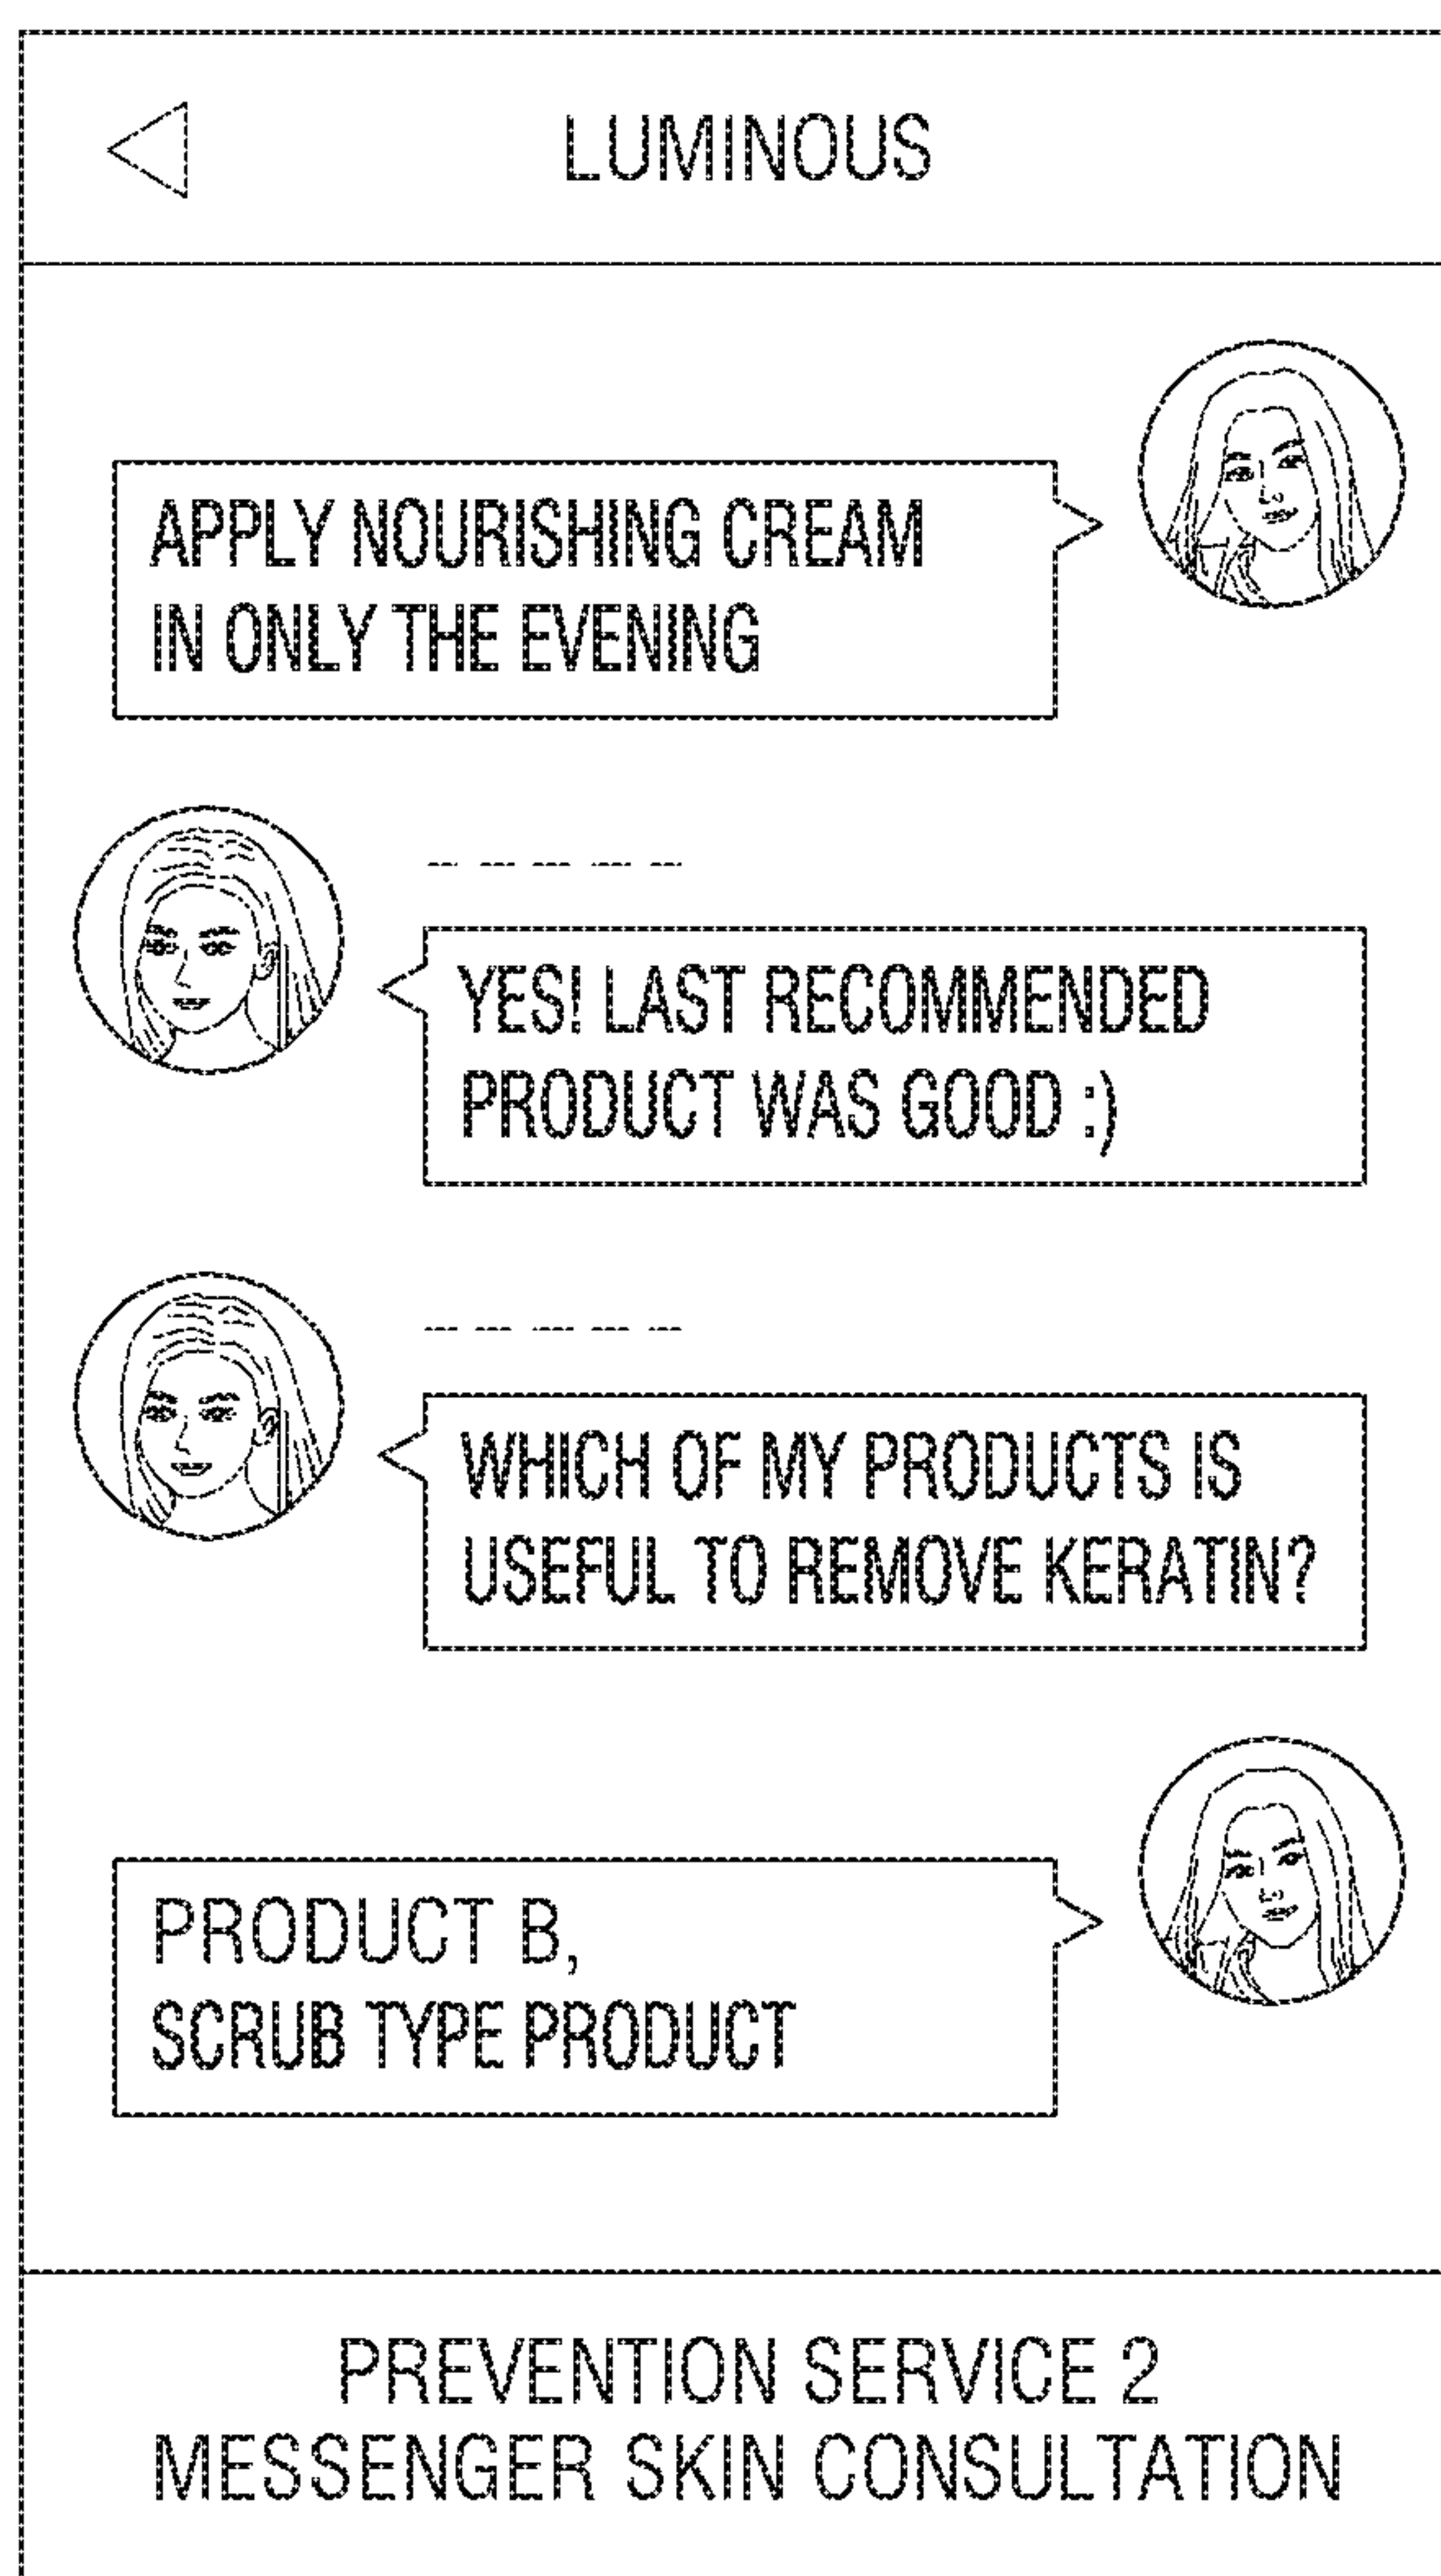 LUMINOUS
APPLY NOURISHING CREAM
IN ONLY THE EVENING
YES! LAST RECOMMENDED
PRODUCT WAS GOOD :)
WHICH OF MY PRODUCTS IS
USEFUL TO REMOVE KERATIN?
PRODUCT B,
SCRUB TYPE PRODUCT
PREVENTION SERVICE 2
MESSENGER SKIN CONSULTATION